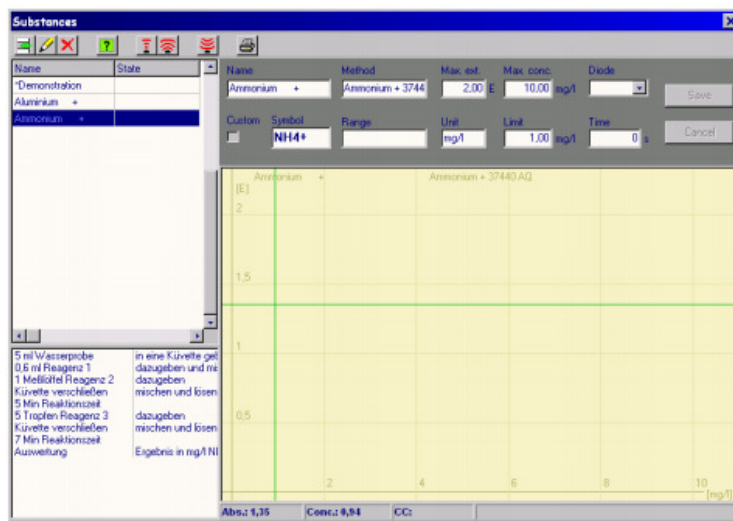 Substances
Name State
*Demonstration
Aluminium +
Ammonium +
Name Method Max. ext. Max. conc. Diode
Ammonium + Ammonium + 3744 2,00 E 10,00 mg/l Save
Custom Symbol Range Unit Limit Time Cancel
NH4+ mg/l 1,00 mg/l 0 s
Ammonium + Ammonium + 37440 AQ
[E]
2
1,5
1
0,5
2 4 6 8 10
[mg/l]
5 ml Wasserprobe in eine Küvette get
0,6 ml Reagenz 1 dazugeben und mi
1 Meßlöffel Reagenz 2 dazugeben
Küvette verschließen mischen und lösen
5 Min Reaktionszeit
5 Tropfen Reagenz 3 dazugeben
Küvette verschließen mischen und lösen
7 Min Reaktionszeit
Auswertung Ergebnis in mg/l N
Abs.: 1,35 Conc.: 0,94 CC: